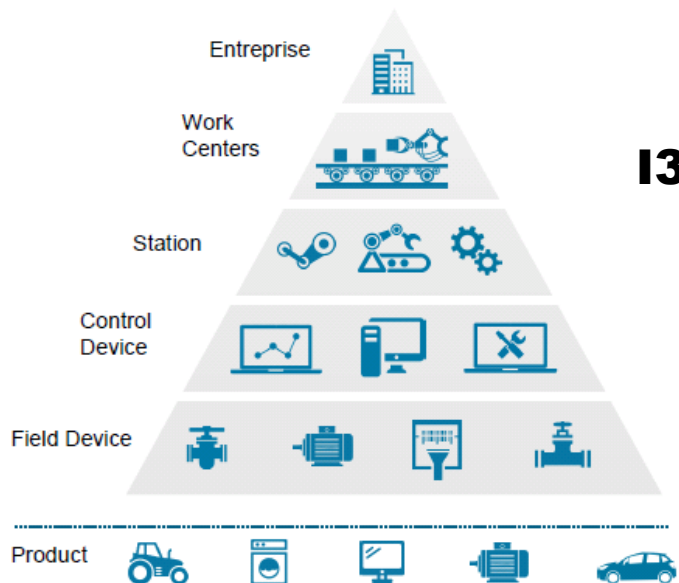 Entreprise
Work
Centers
I3
Station
Control
Device
Field Device
Product